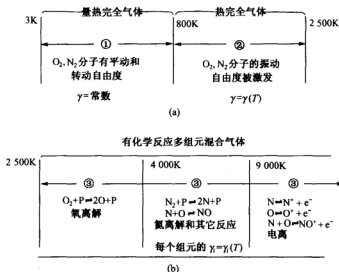 量热完全气体
热完全气体
3K
800K
2 500K
①
②
O₂,N₂分子有平动和
转动自由度
O₂,N₂分子的振动
自由度被激发
γ=常数
γ=γ(T)
(a)
有化学反应多组元混合气体
2 500K
4 000K
9 000K
③
③
③
O₂+P⇌2O+P
氧离解
N₂+P⇌2N+P
N+O⇌NO
氮离解和其它反应
N⇌N⁺ + e⁻
O⇌O⁺ + e⁻
N + O⇌NO⁺ + e⁻
电离
每个组元的 γᵢ=γᵢ(T)
(b)